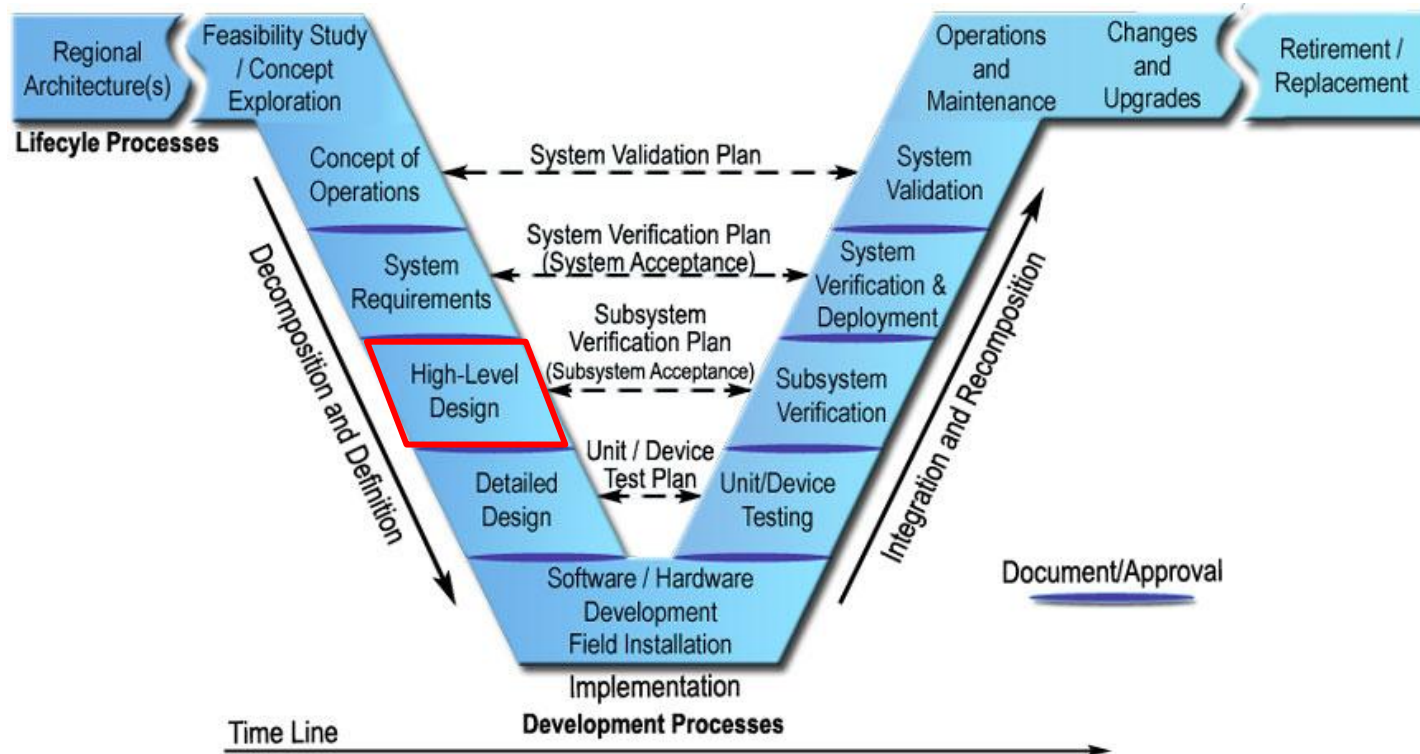 Regional
Architecture(s)
Feasibility Study
/ Concept
Exploration
Operations
and
Maintenance
Changes
and
Upgrades
Retirement /
Replacement
Lifecyle Processes
Concept of
Operations
System Validation Plan
System
Validation
System
Requirements
System Verification Plan
(System Acceptance)
System
Verification &
Deployment
High-Level
Design
Subsystem
Verification Plan
(Subsystem Acceptance)
Subsystem
Verification
Detailed
Design
Unit / Device
Test Plan
Unit/Device
Testing
Decomposition and Definition
Integration and Recomposition
Software / Hardware
Development
Field Installation
Document/Approval
Implementation
Development Processes
Time Line